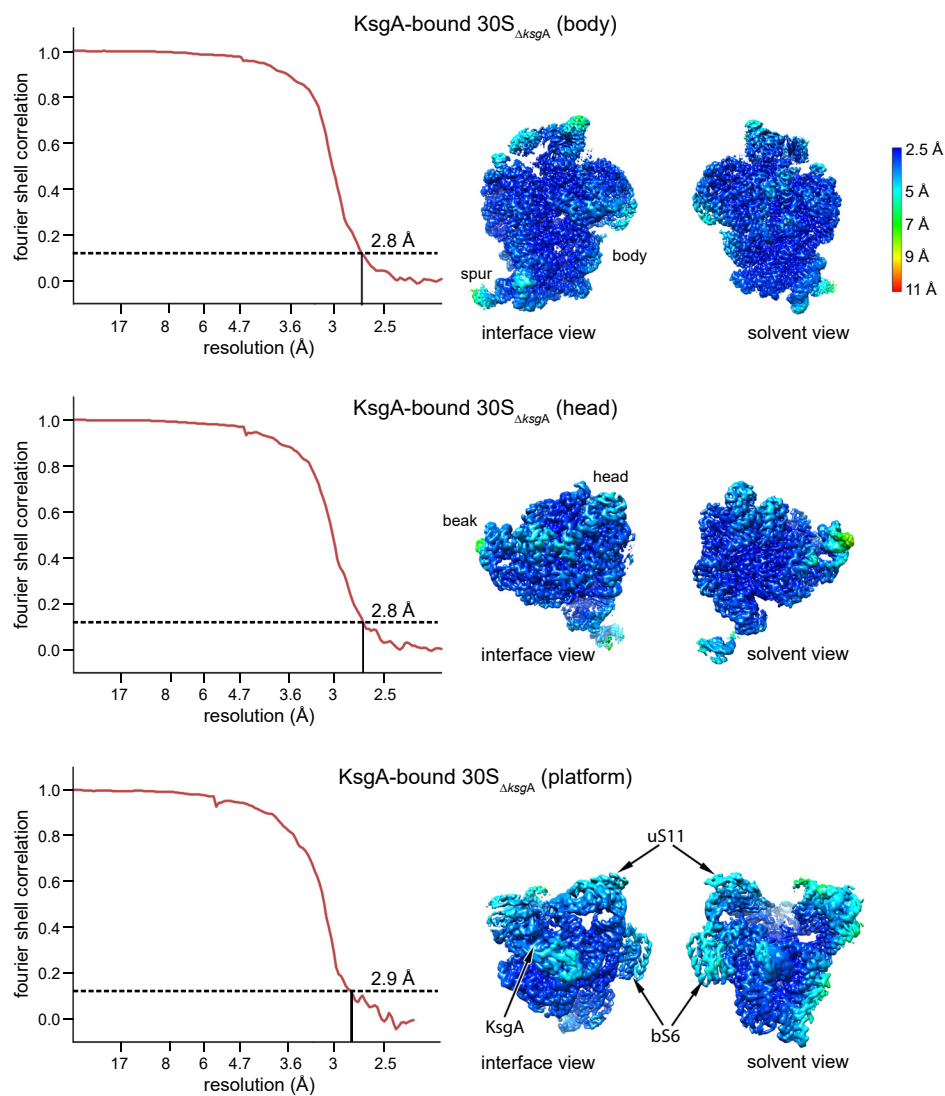 KsgA-bound 30SΔksgA (body)
fourier shell correlation
1.0
0.8
0.6
0.4
0.2
0.0
2.8 Å
17 8 6 4.7 3.6 3 2.5
resolution (Å)
spur
body
interface view
solvent view
2.5 Å
5 Å
7 Å
9 Å
11 Å
KsgA-bound 30SΔksgA (head)
fourier shell correlation
1.0
0.8
0.6
0.4
0.2
0.0
2.8 Å
17 8 6 4.7 3.6 3 2.5
resolution (Å)
head
beak
interface view
solvent view
KsgA-bound 30SΔksgA (platform)
fourier shell correlation
1.0
0.8
0.6
0.4
0.2
0.0
2.9 Å
17 8 6 4.7 3.6 3 2.5
resolution (Å)
uS11
KsgA
bS6
interface view
solvent view